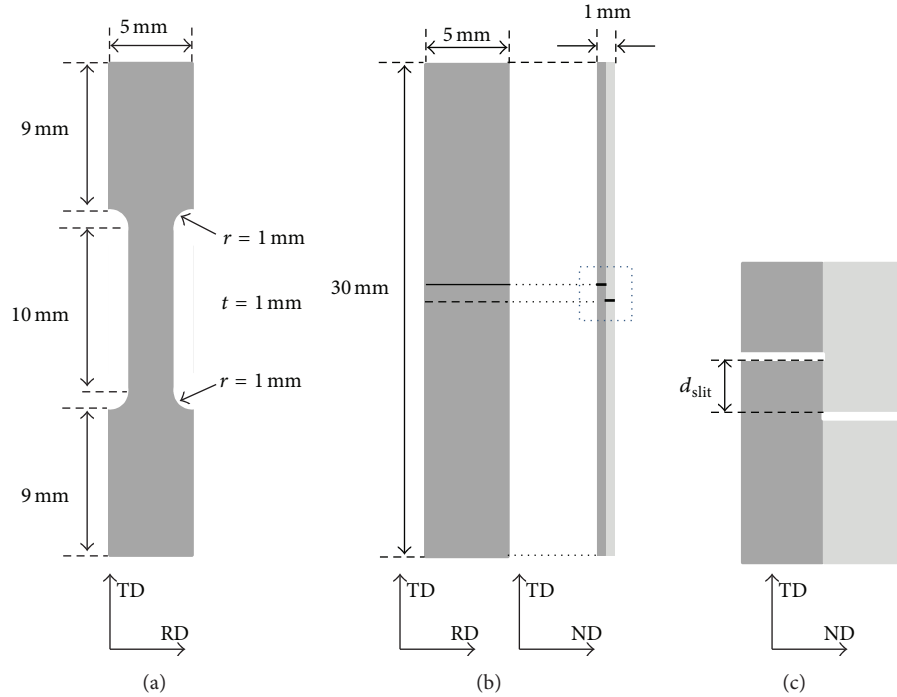 5 mm
9 mm
r = 1 mm
10 mm
t = 1 mm
r = 1 mm
9 mm
TD
RD
(a)
1 mm
5 mm
30 mm
TD
RD
TD
ND
(b)
d_slit
TD
ND
(c)